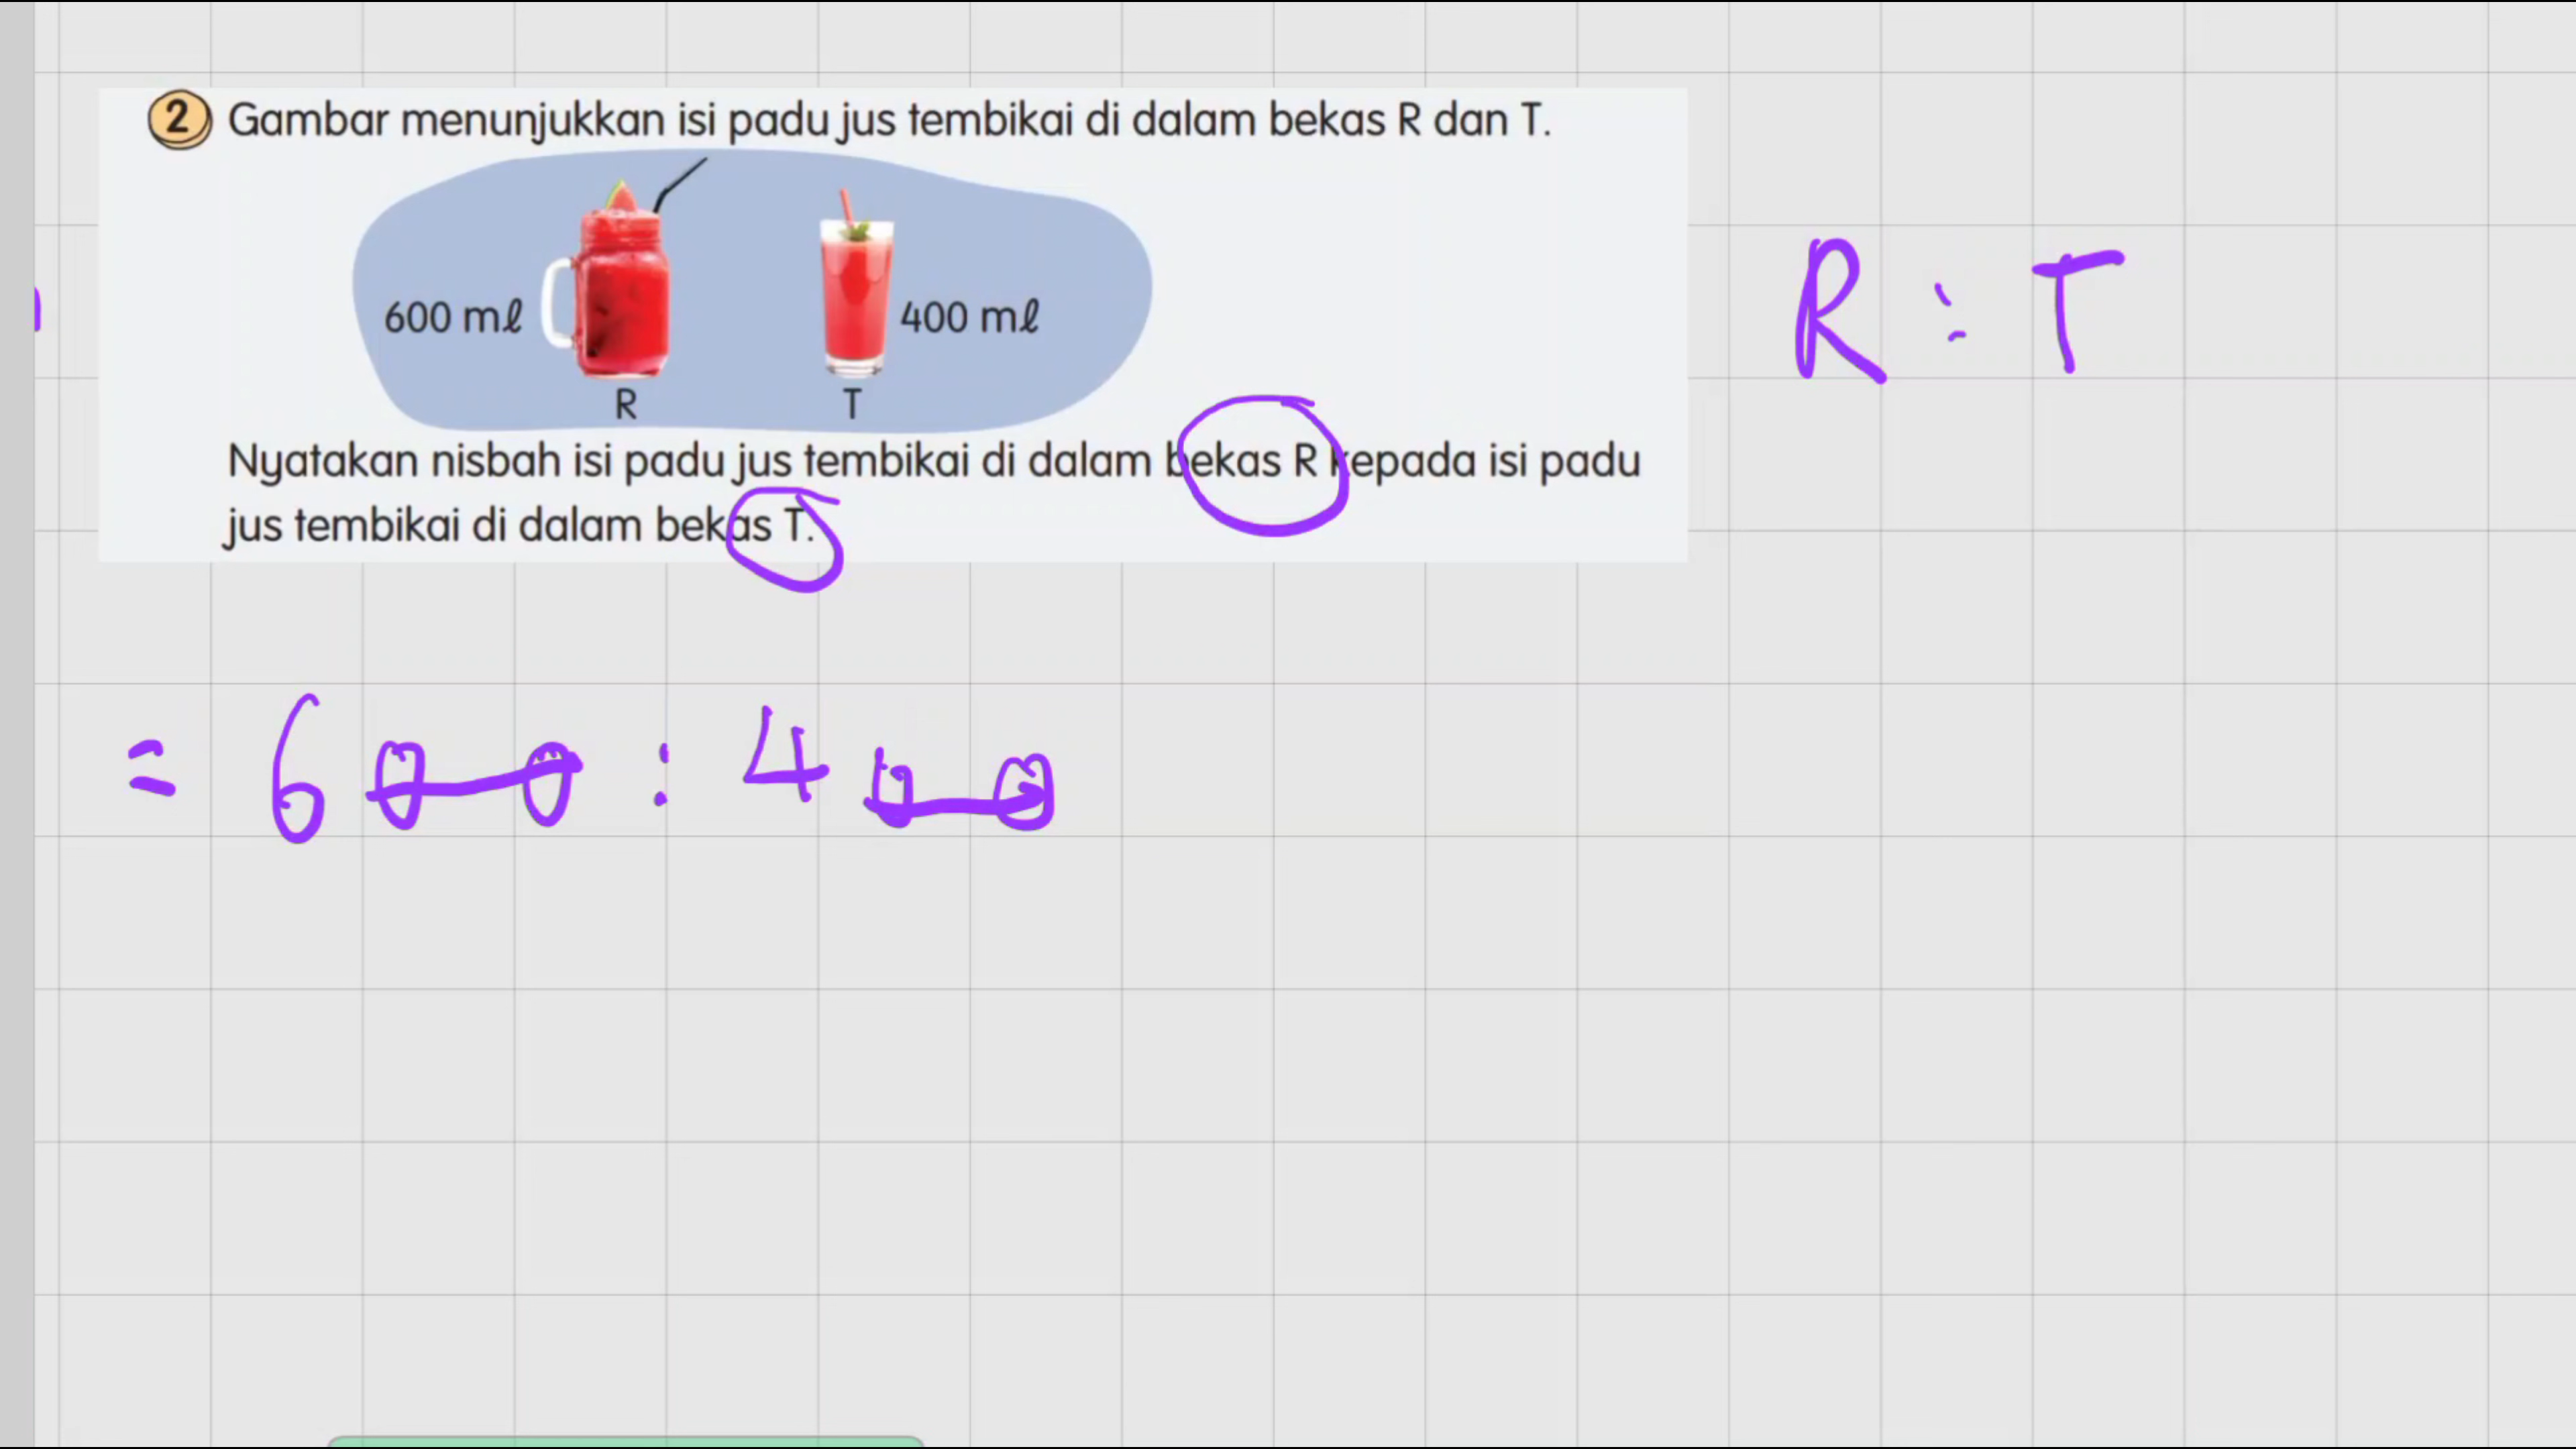 2 Gambar menunjukkan isi padu jus tembikai di dalam bekas R dan T.
600 mℓ
400 mℓ
R
T
Nyatakan nisbah isi padu jus tembikai di dalam bekas R kepada isi padu
jus tembikai di dalam bekas T.
R : T
= 600 : 400